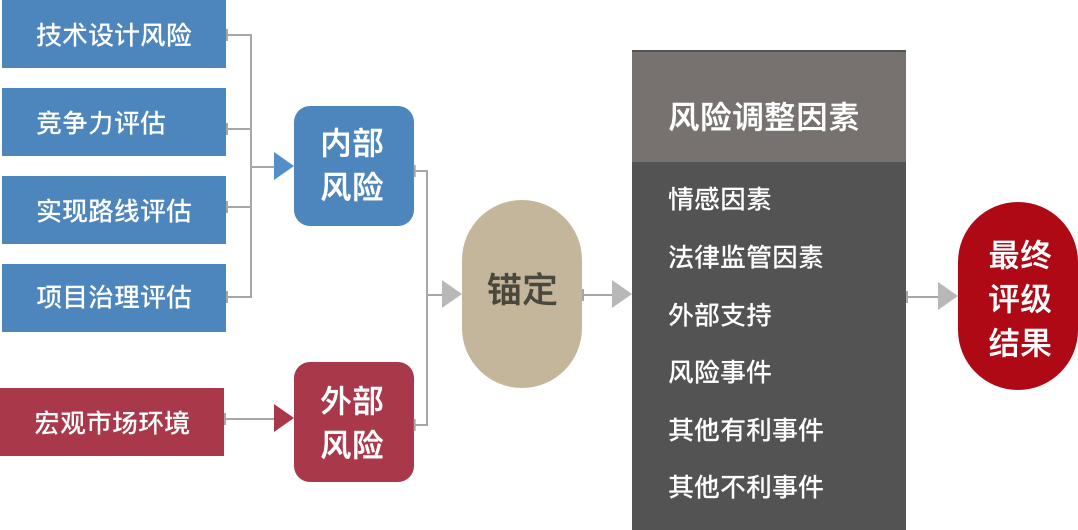 技术设计风险
竞争力评估
实现路线评估
项目治理评估
宏观市场环境
内部
风险
外部
风险
锚定
风险调整因素
情感因素
法律监管因素
外部支持
风险事件
其他有利事件
其他不利事件
最终
评级
结果